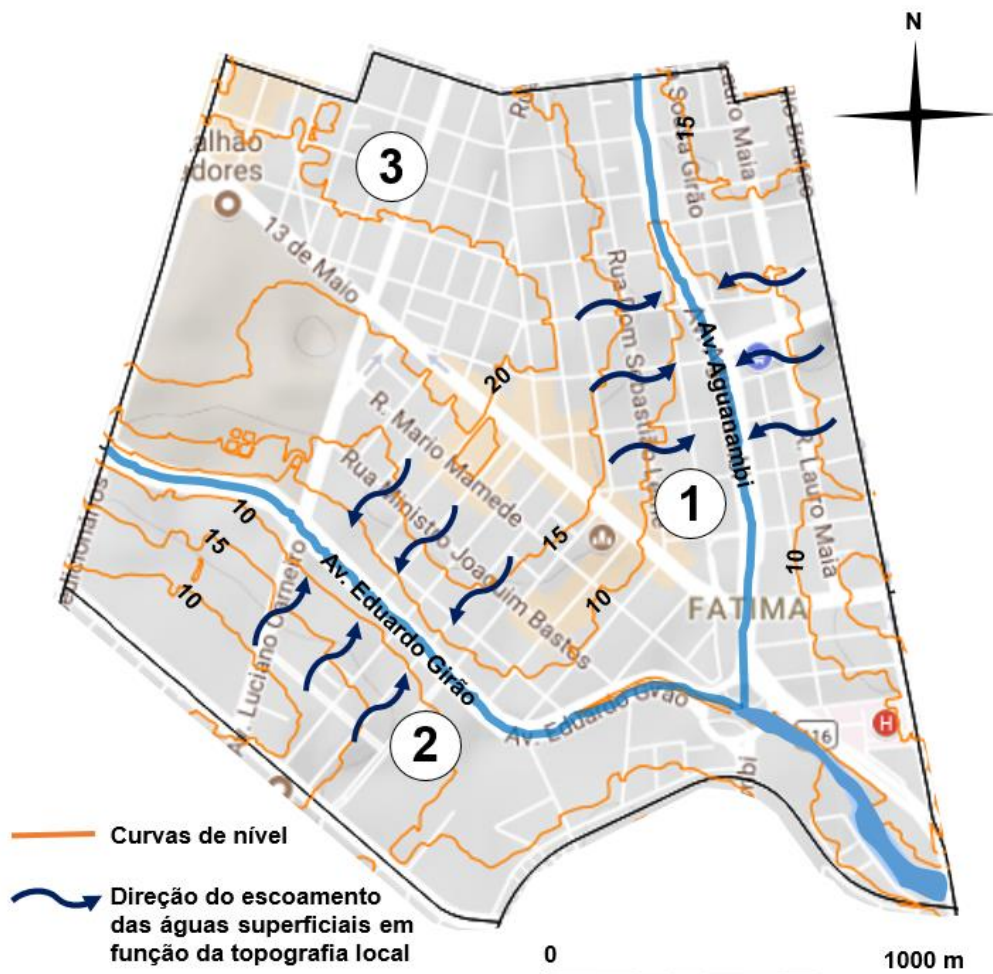 N
15
Lauro Maia
Sousa Girão
alhão
dores
3
13 de Maio
Rua Dom Sebastião Leme
Av. Aguanambi
20
R. Mario Mamede
Rua Ministro Joaquim Bastos
1
R. Lauro Maia
10
15
10
10
15
10
FATIMA
Av. Eduardo Girão
Luciano Carneiro
Av. Eduardo Girão
2
116
H
Curvas de nível
Direção do escoamento
das águas superficiais em
função da topografia local
0
1000 m